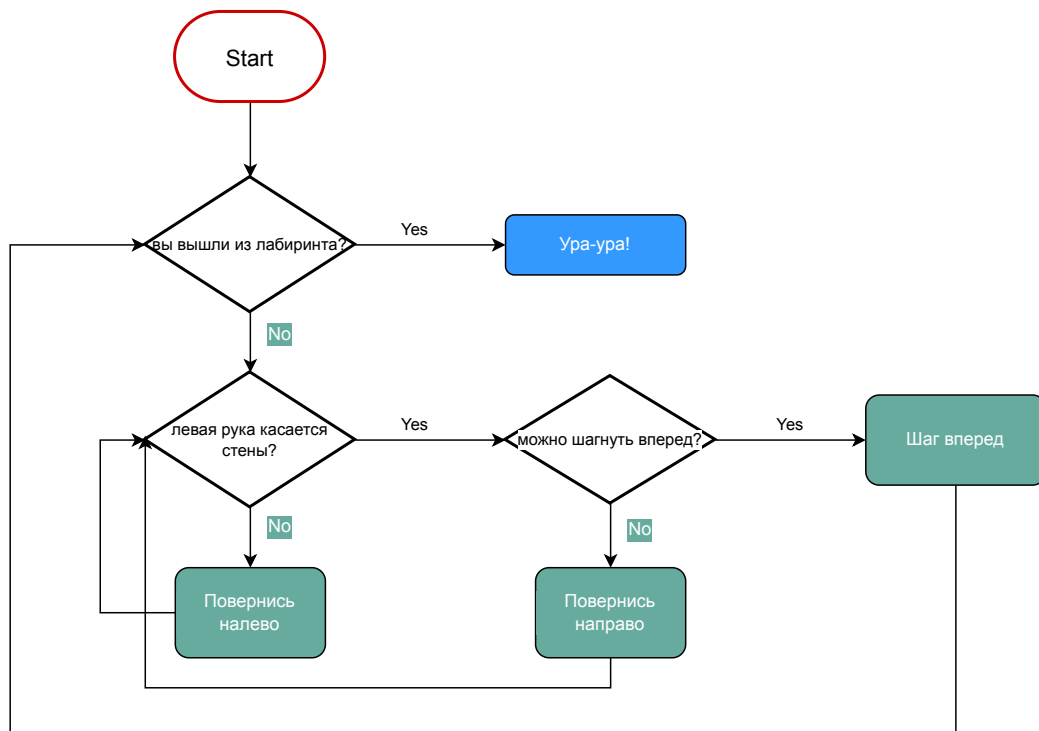 Start
вы вышли из лабиринта?
Yes
Ура-ура!
No
левая рука касается
стены?
Yes
можно шагнуть вперед?
Yes
Шаг вперед
No
No
Повернись
налево
Повернись
направо